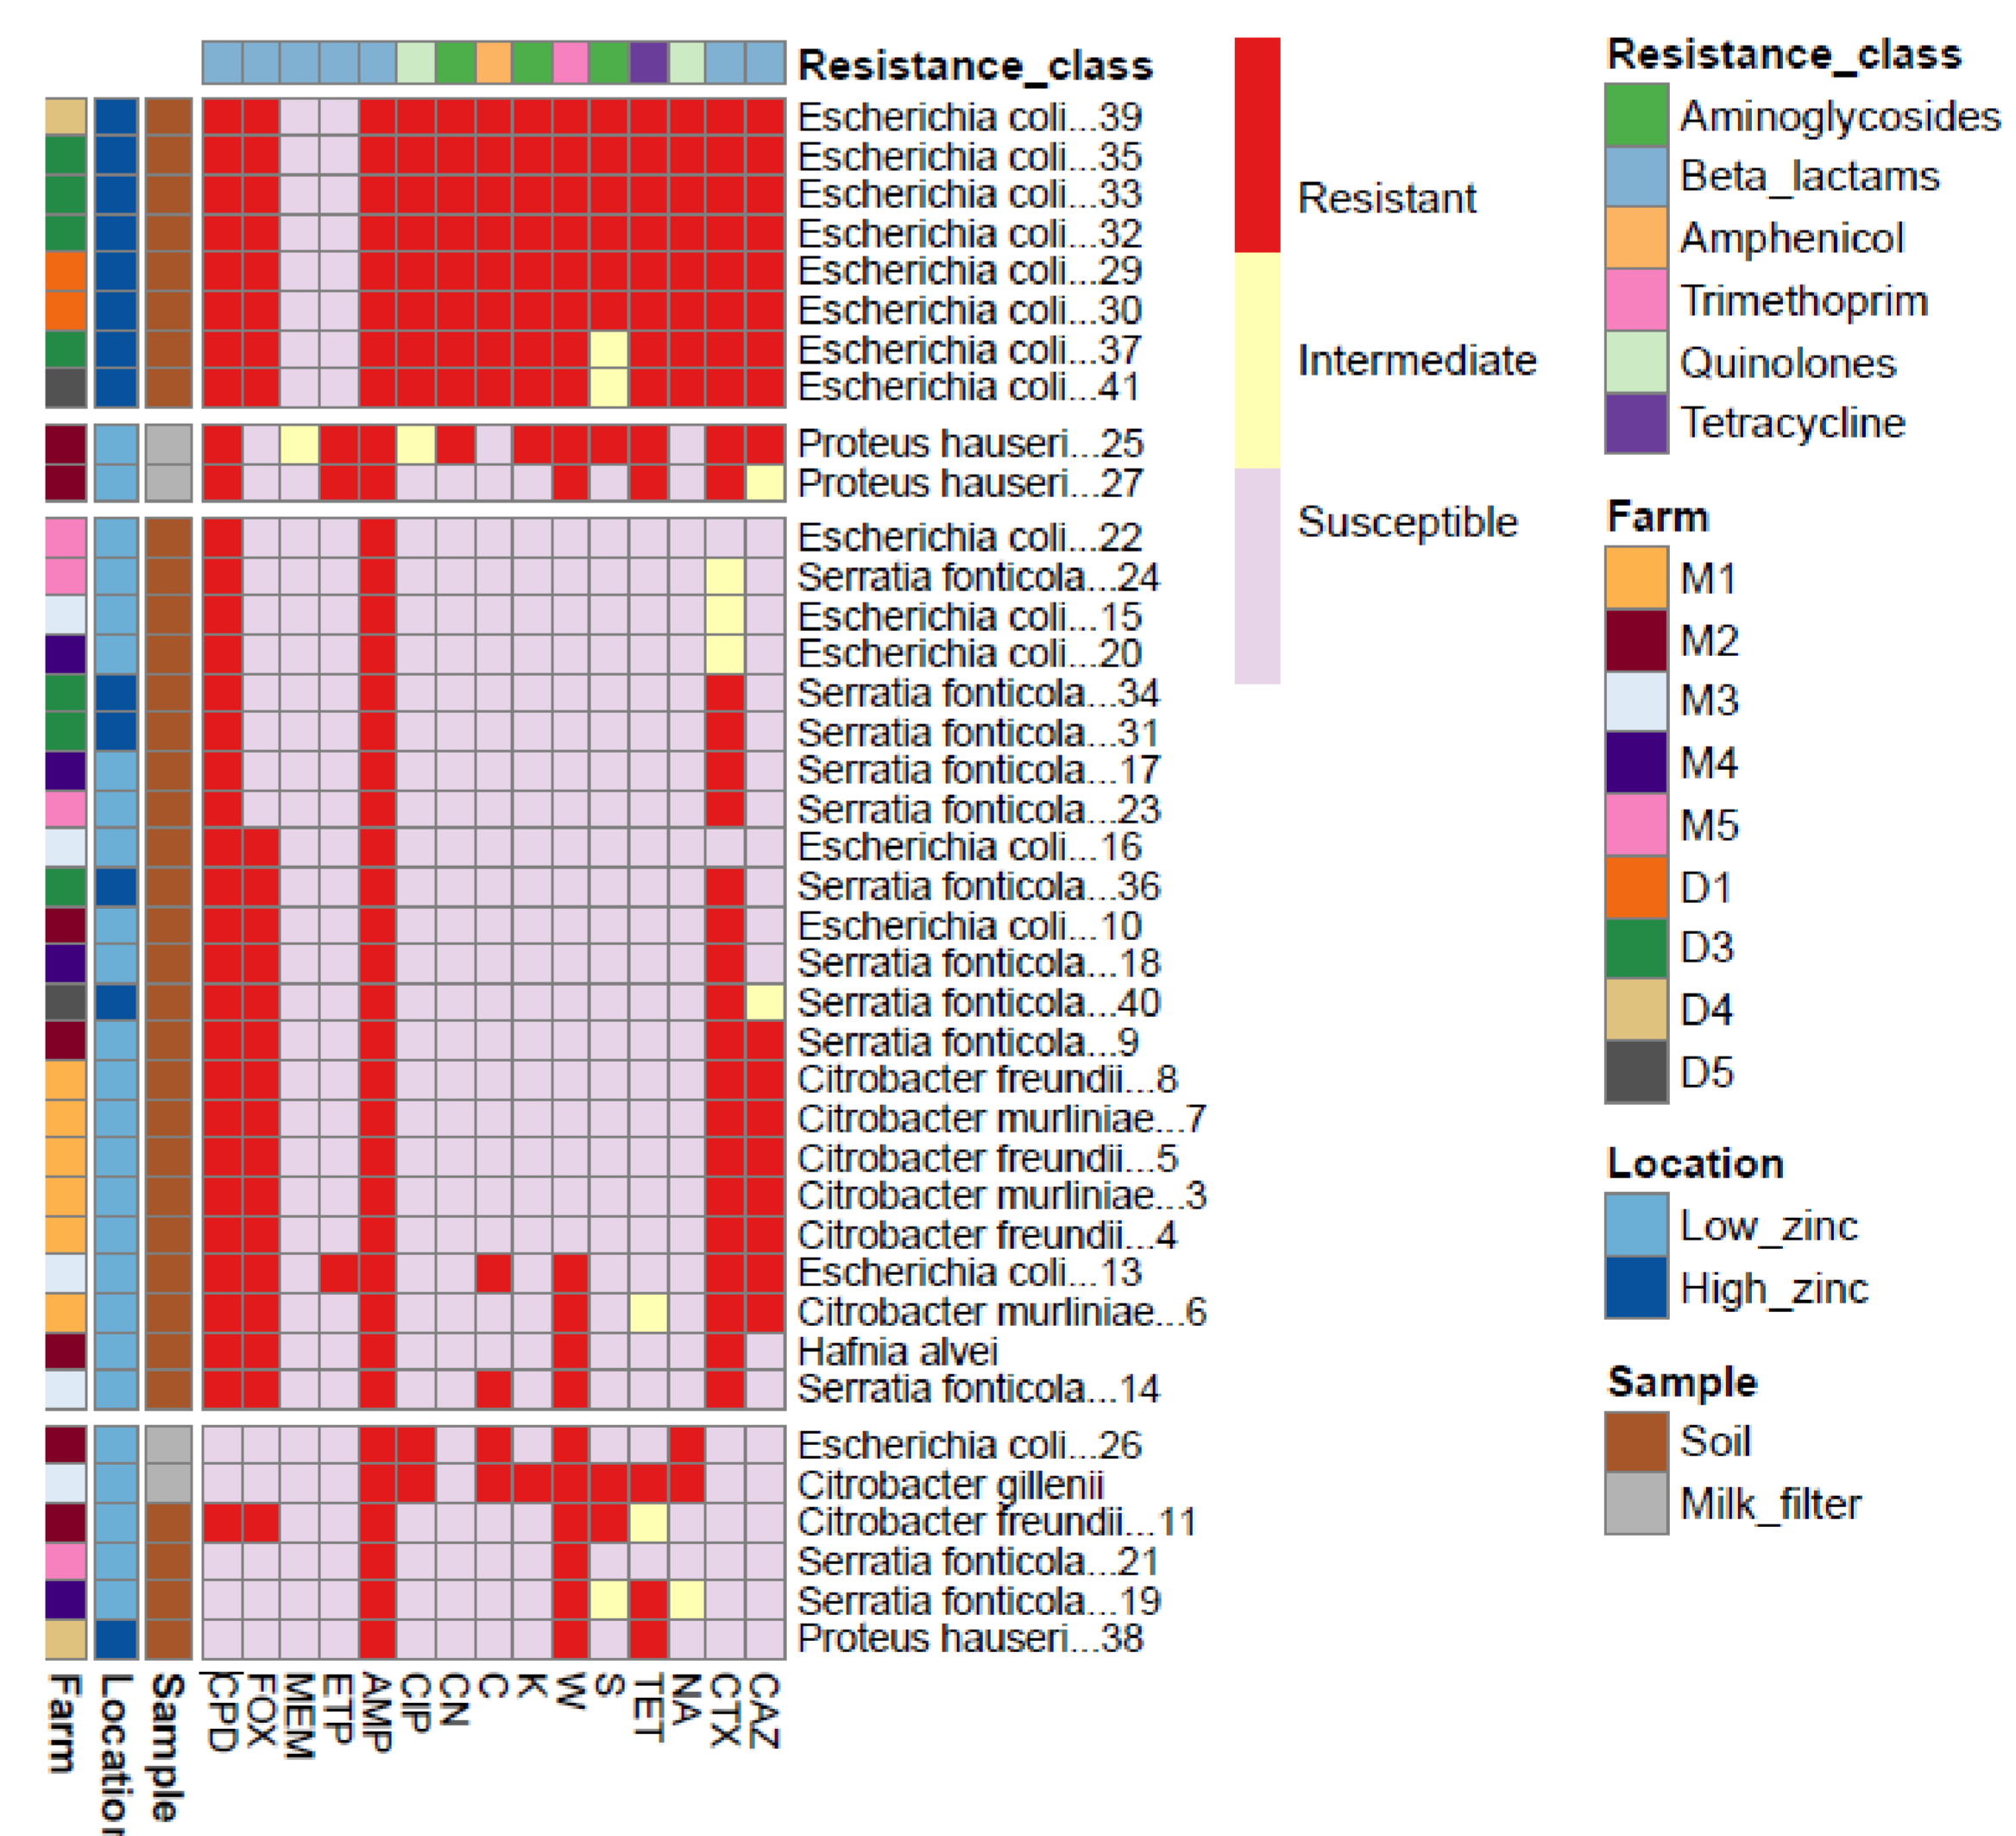 Resistance_class
Escherichia coli...39
Escherichia coli...35
Escherichia coli...33
Escherichia coli...32
Escherichia coli...29
Escherichia coli...30
Escherichia coli...37
Escherichia coli...41
Proteus hauseri...25
Proteus hauseri...27
Escherichia coli...22
Serratia fonticola...24
Escherichia coli...15
Escherichia coli...20
Serratia fonticola...34
Serratia fonticola...31
Serratia fonticola...17
Serratia fonticola...23
Escherichia coli...16
Serratia fonticola...36
Escherichia coli...10
Serratia fonticola...18
Serratia fonticola...40
Serratia fonticola...9
Citrobacter freundii...8
Citrobacter murliniae...7
Citrobacter freundii...5
Citrobacter murliniae...3
Citrobacter freundii...4
Escherichia coli...13
Citrobacter murliniae...6
Hafnia alvei
Serratia fonticola...14
Escherichia coli...26
Citrobacter gillenii
Citrobacter freundii...11
Serratia fonticola...21
Serratia fonticola...19
Proteus hauseri...38
Farm
Location
Sample
CPD
FOX
MEM
ETP
AMP
CIP
CN
C
K
W
S
TET
NA
CTX
CAZ
Resistant
Intermediate
Susceptible
Resistance_class
Aminoglycosides
Beta_lactams
Amphenicol
Trimethoprim
Quinolones
Tetracycline
Farm
M1
M2
M3
M4
M5
D1
D3
D4
D5
Location
Low_zinc
High_zinc
Sample
Soil
Milk_filter